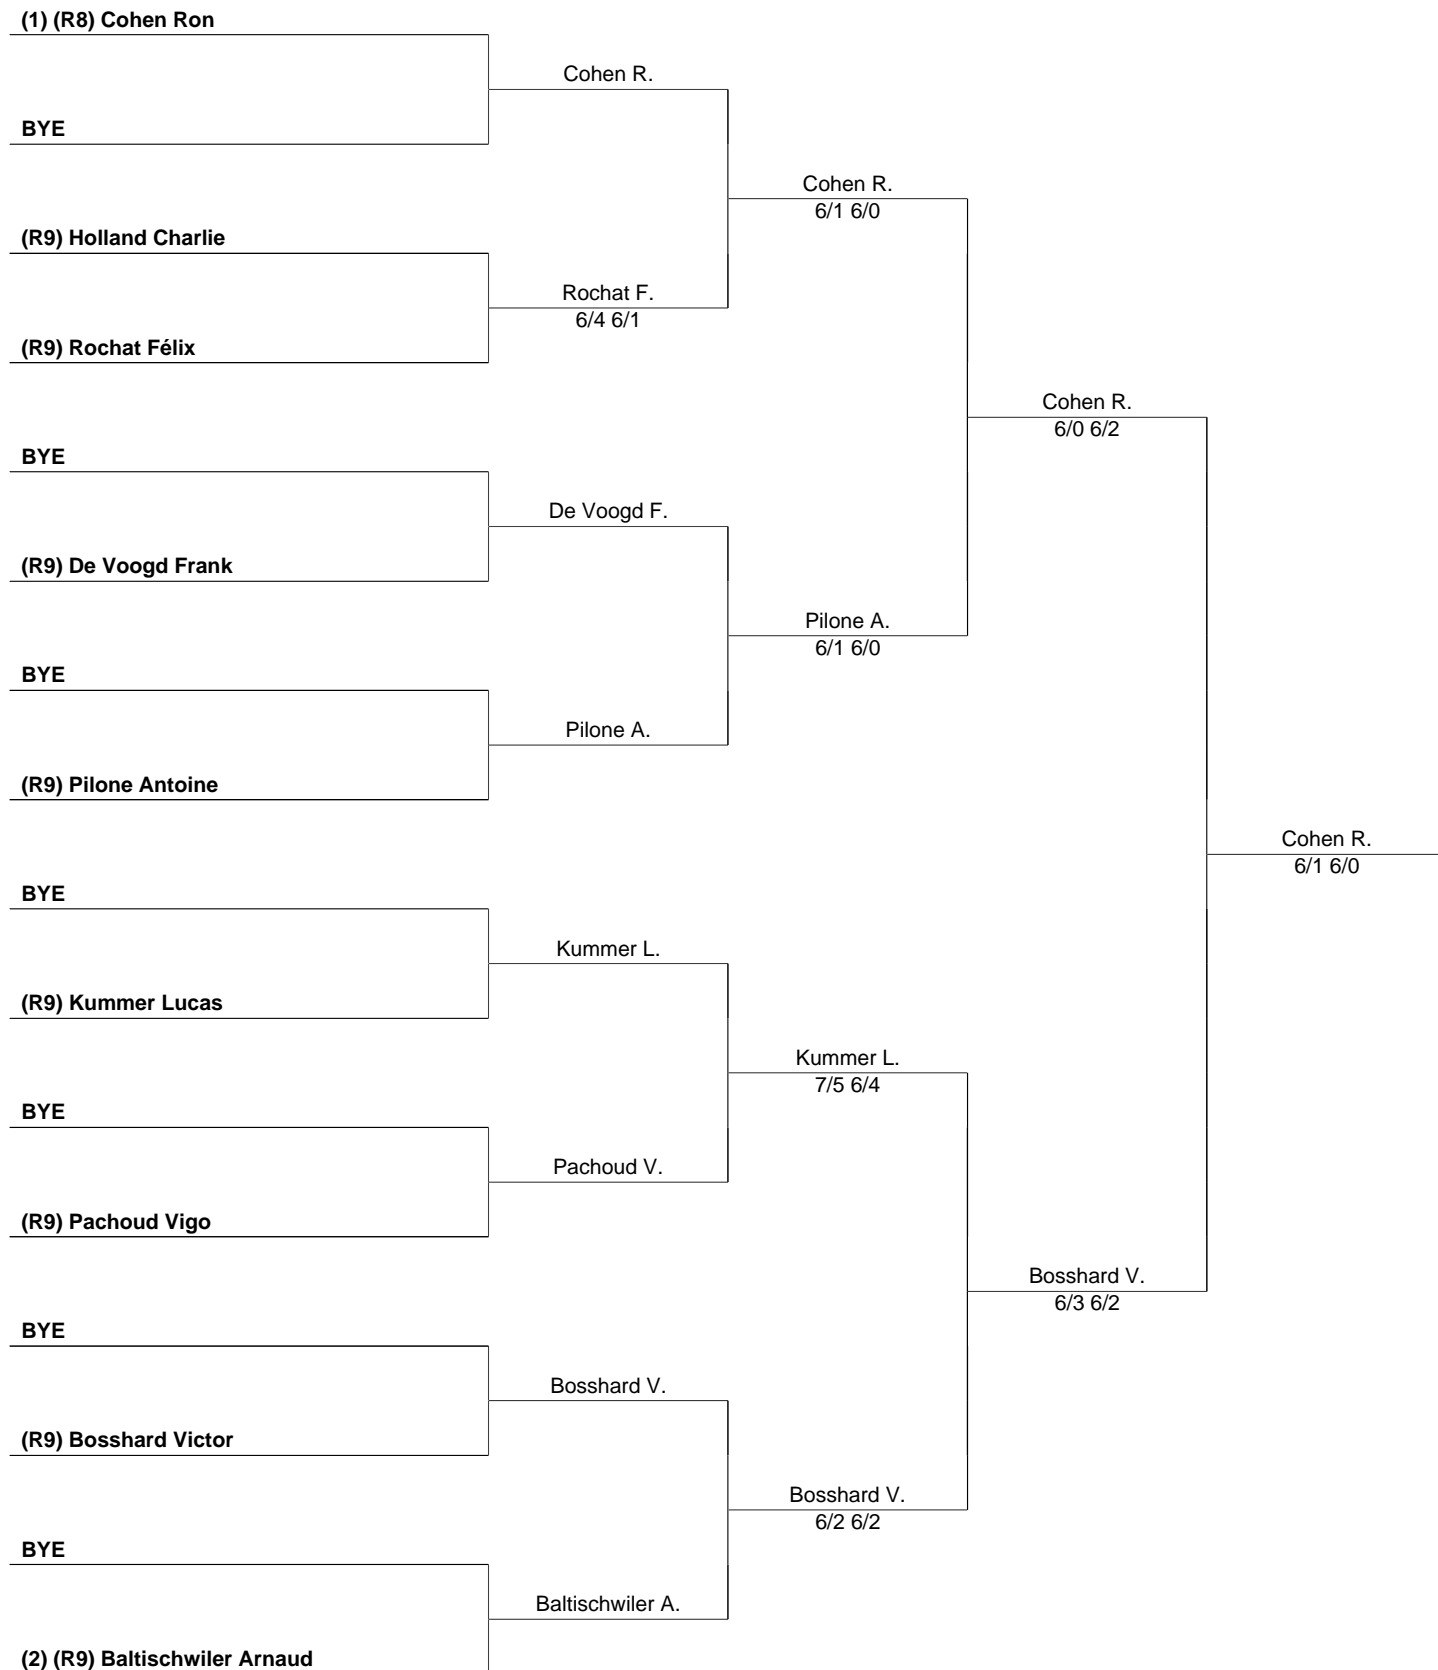 (1) (R8) Cohen Ron
Cohen R.
BYE
Cohen R.
6/1 6/0
(R9) Holland Charlie
Rochat F.
6/4 6/1
(R9) Rochat Félix
Cohen R.
6/0 6/2
BYE
De Voogd F.
(R9) De Voogd Frank
Pilone A.
6/1 6/0
BYE
Pilone A.
(R9) Pilone Antoine
Cohen R.
6/1 6/0
BYE
Kummer L.
(R9) Kummer Lucas
Kummer L.
7/5 6/4
BYE
Pachoud V.
(R9) Pachoud Vigo
Bosshard V.
6/3 6/2
BYE
Bosshard V.
(R9) Bosshard Victor
Bosshard V.
6/2 6/2
BYE
Baltischwiler A.
(2) (R9) Baltischwiler Arnaud